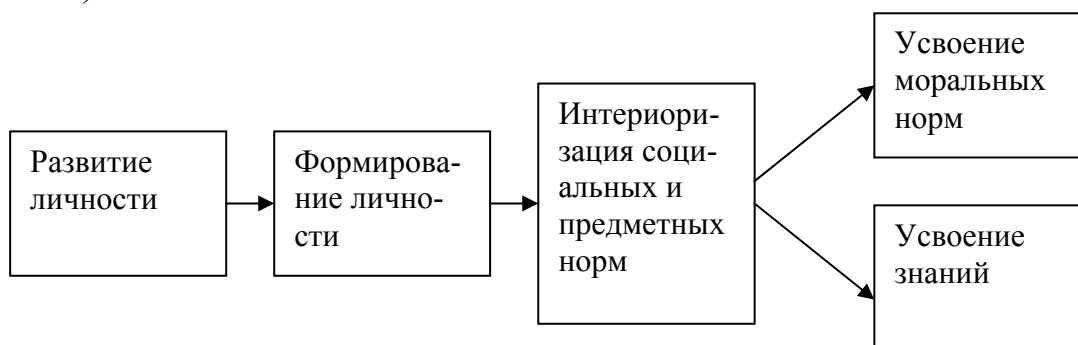 Развитие
личности
Формирова-
ние лично-
сти
Интериори-
зация соци-
альных и
предметных
норм
Усвоение
моральных
норм
Усвоение
знаний